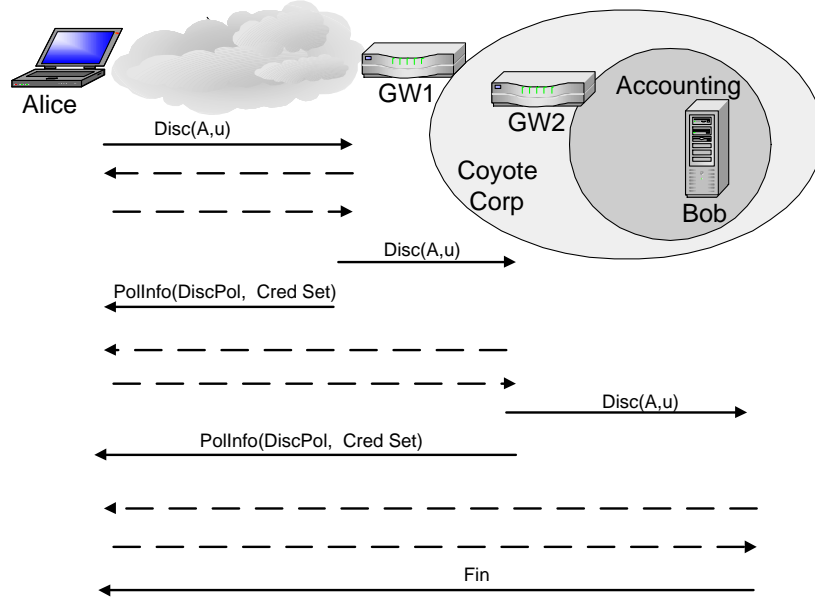 Alice
GW1
GW2
Accounting
Coyote
Corp
Bob
Disc(A,u)
Disc(A,u)
PolInfo(DiscPol, Cred Set)
Disc(A,u)
PolInfo(DiscPol, Cred Set)
Fin